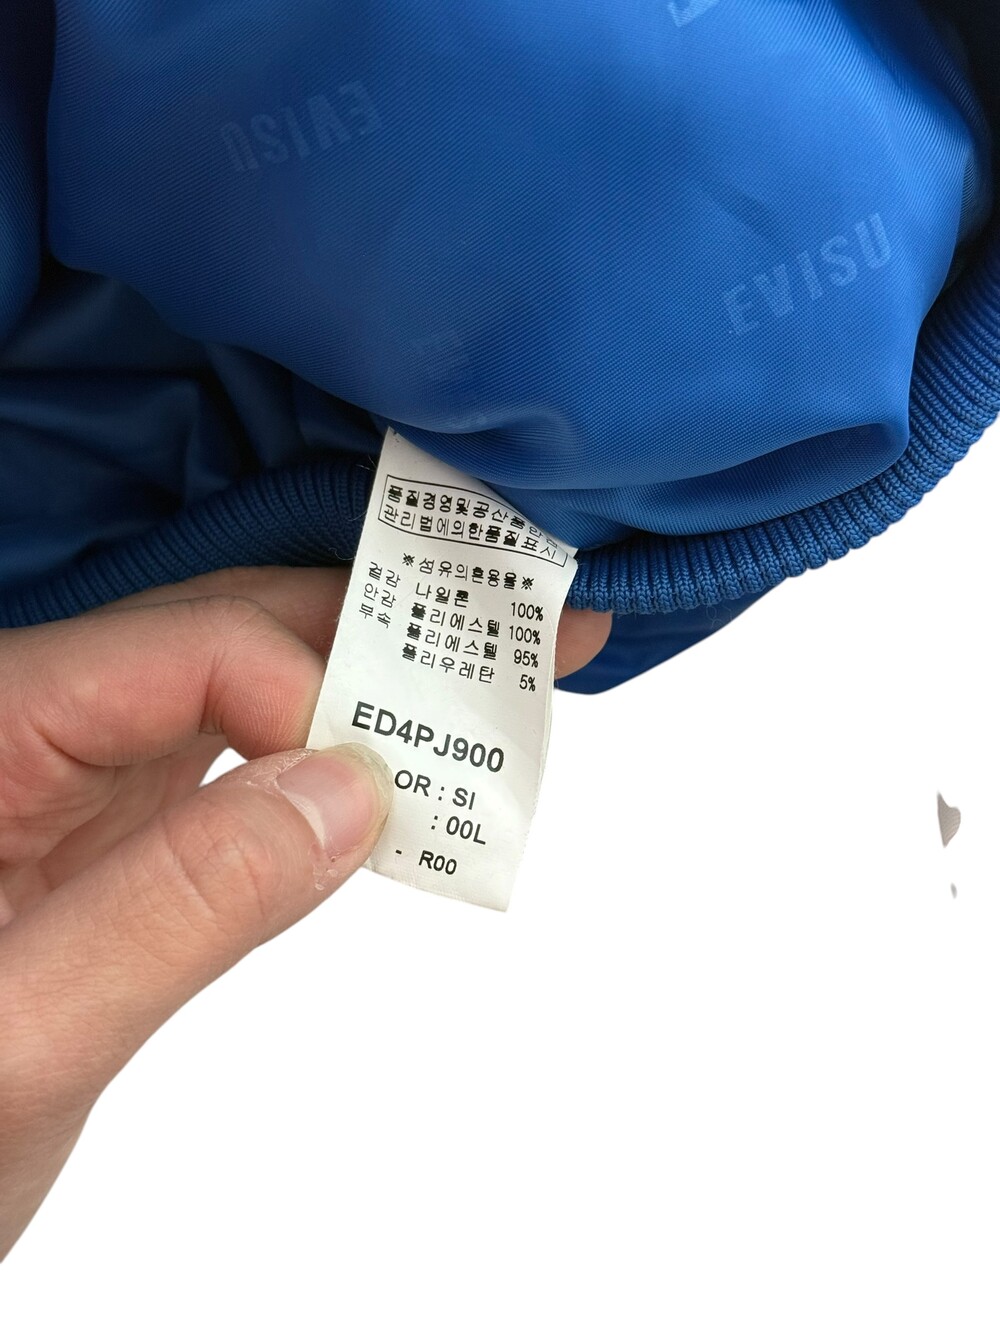 EVISU
EVISU
품질경영및공산품안전
관리법에의한품질표시
※섬유의혼용율※
겉감 나일론 100%
안감 폴리에스텔 100%
부속 폴리에스텔 95%
폴리우레탄 5%
ED4PJ900
OR : SI
: 00L
- R00